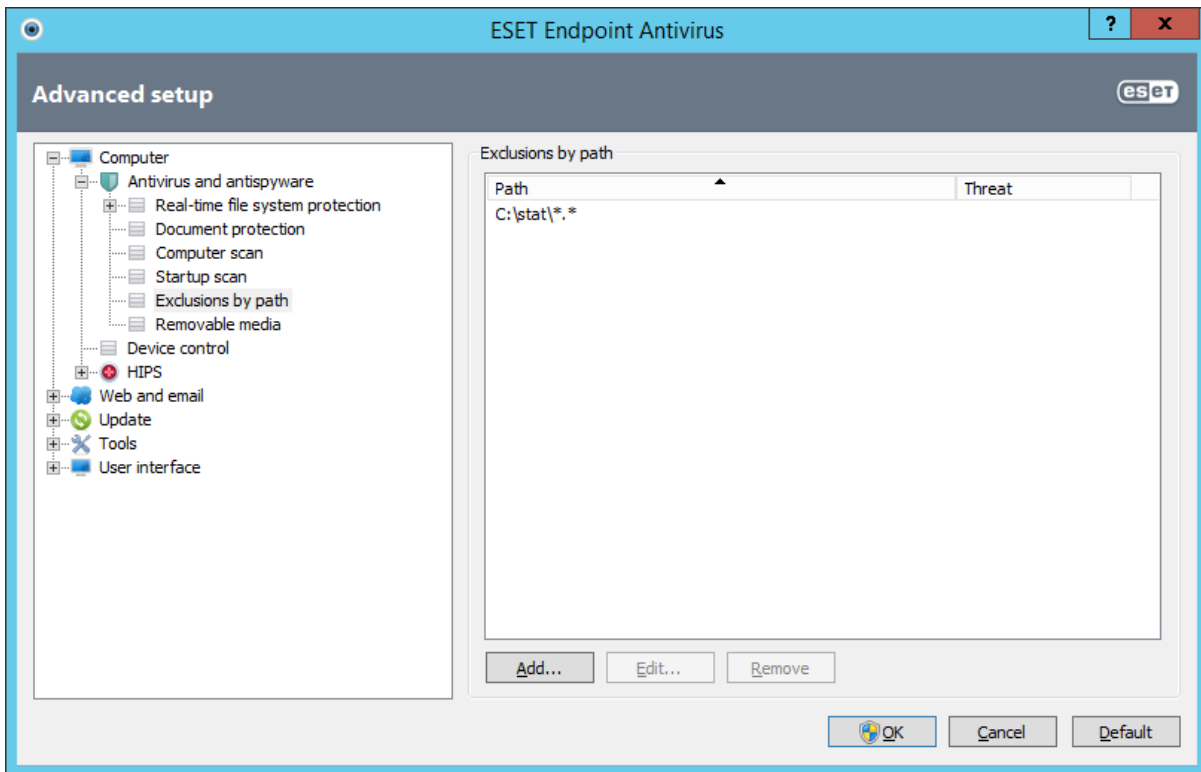 ESET Endpoint Antivirus
?
x
Advanced setup
eseT
Computer
Antivirus and antispyware
Real-time file system protection
Document protection
Computer scan
Startup scan
Exclusions by path
Removable media
Device control
HIPS
Web and email
Update
Tools
User interface
Exclusions by path
Path Threat
C:\stat\*.*
Add... Edit... Remove
OK Cancel Default